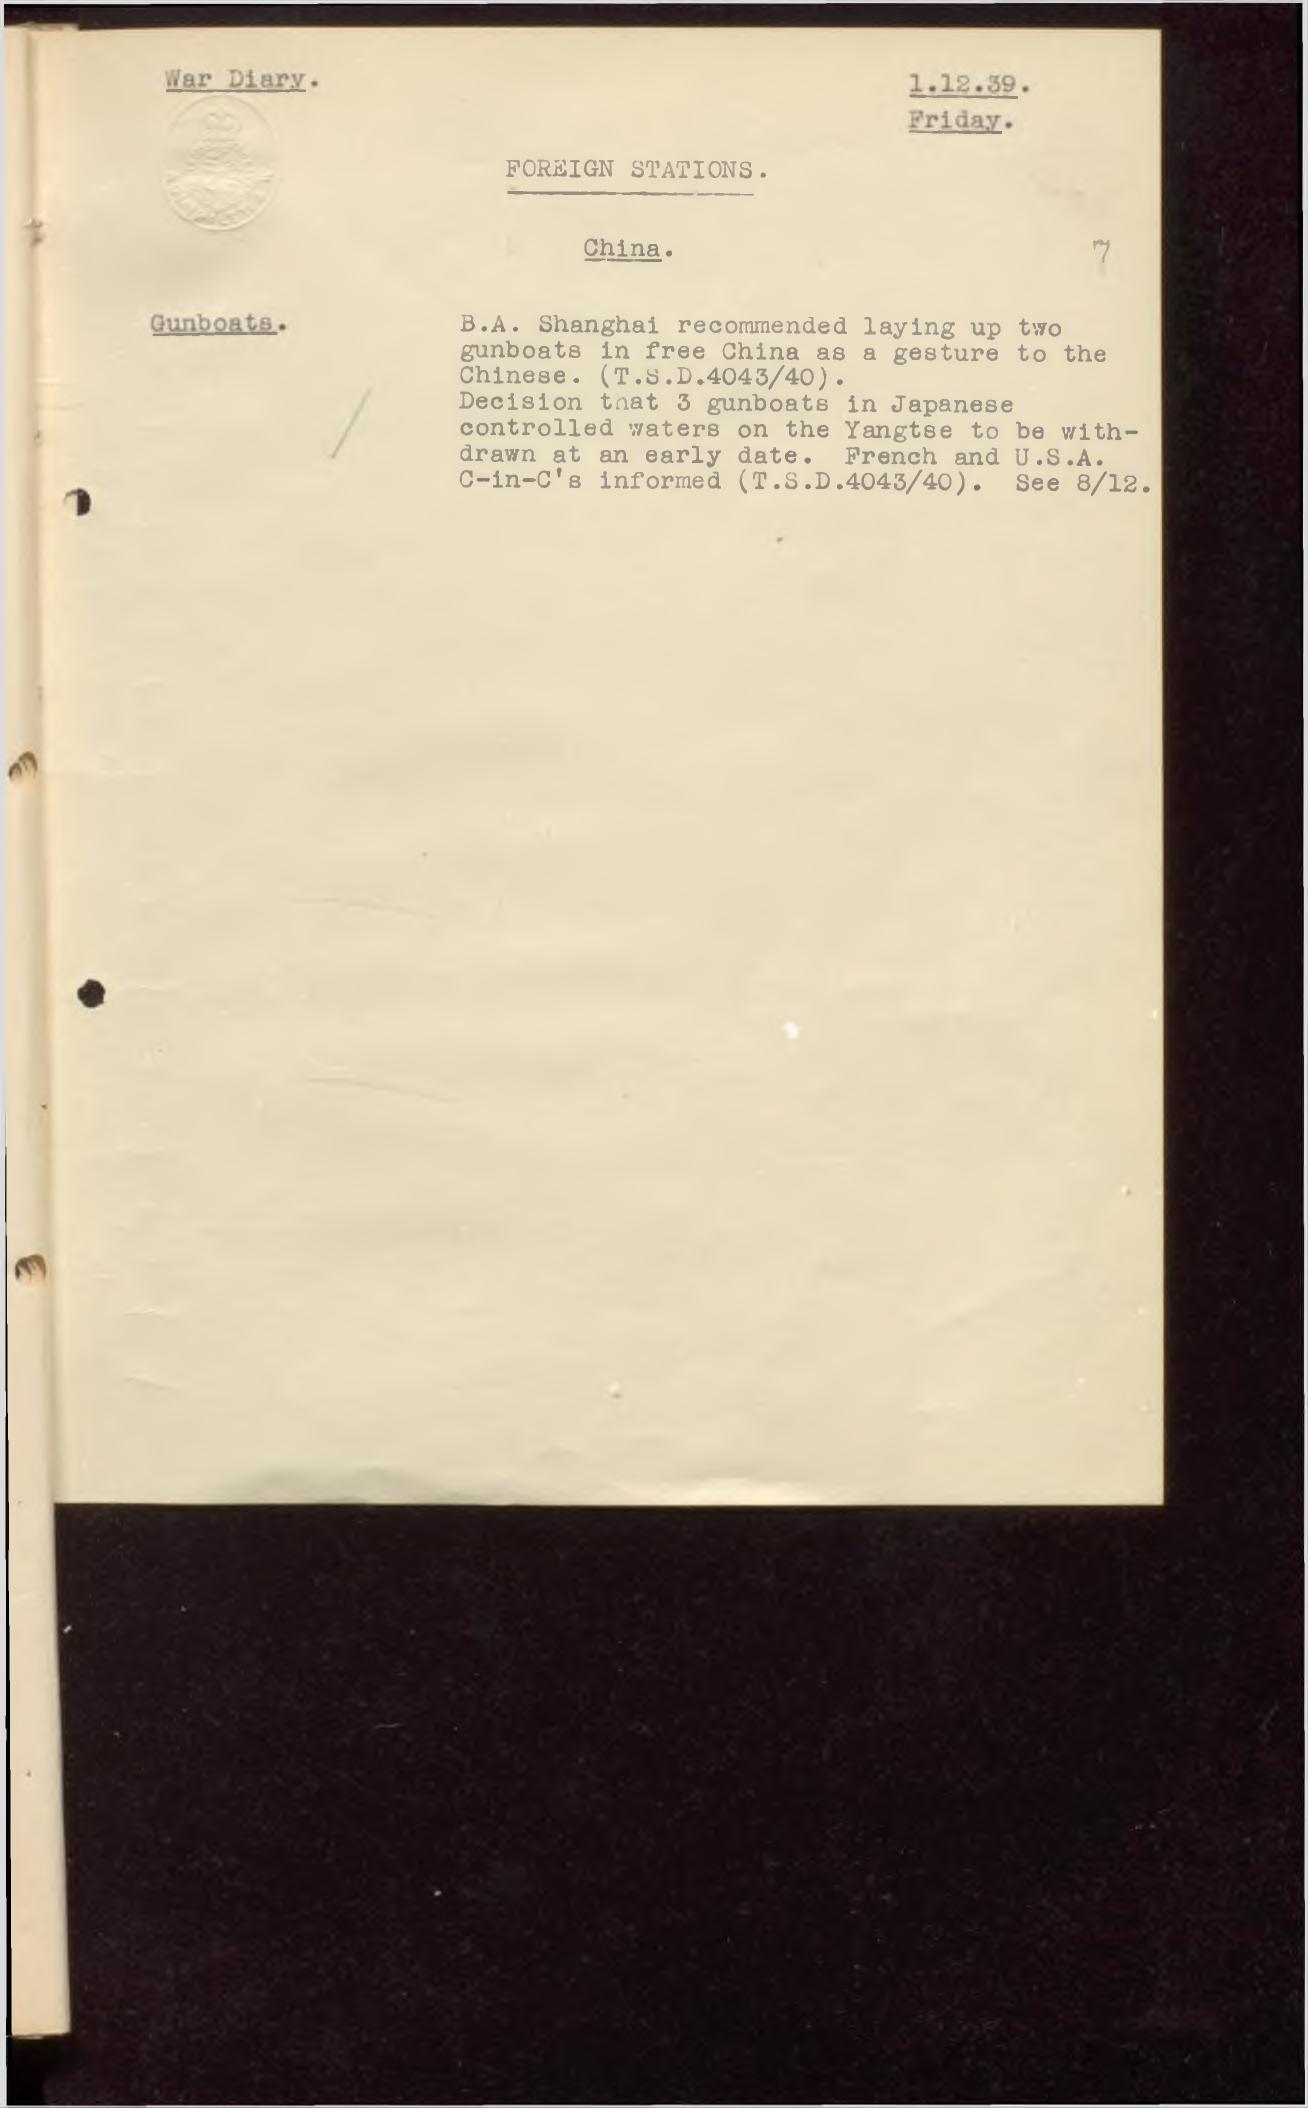 War Diary.
1.12.39.
Friday.
FOREIGN STATIONS.
China.
7
Gunboats.
B.A. Shanghai recommended laying up two
gunboats in free China as a gesture to the
Chinese. (T.S.D.4043/40).
Decision that 3 gunboats in Japanese
controlled waters on the Yangtse to be with-
drawn at an early date. French and U.S.A.
C-in-C's informed (T.S.D.4043/40). See 8/12.